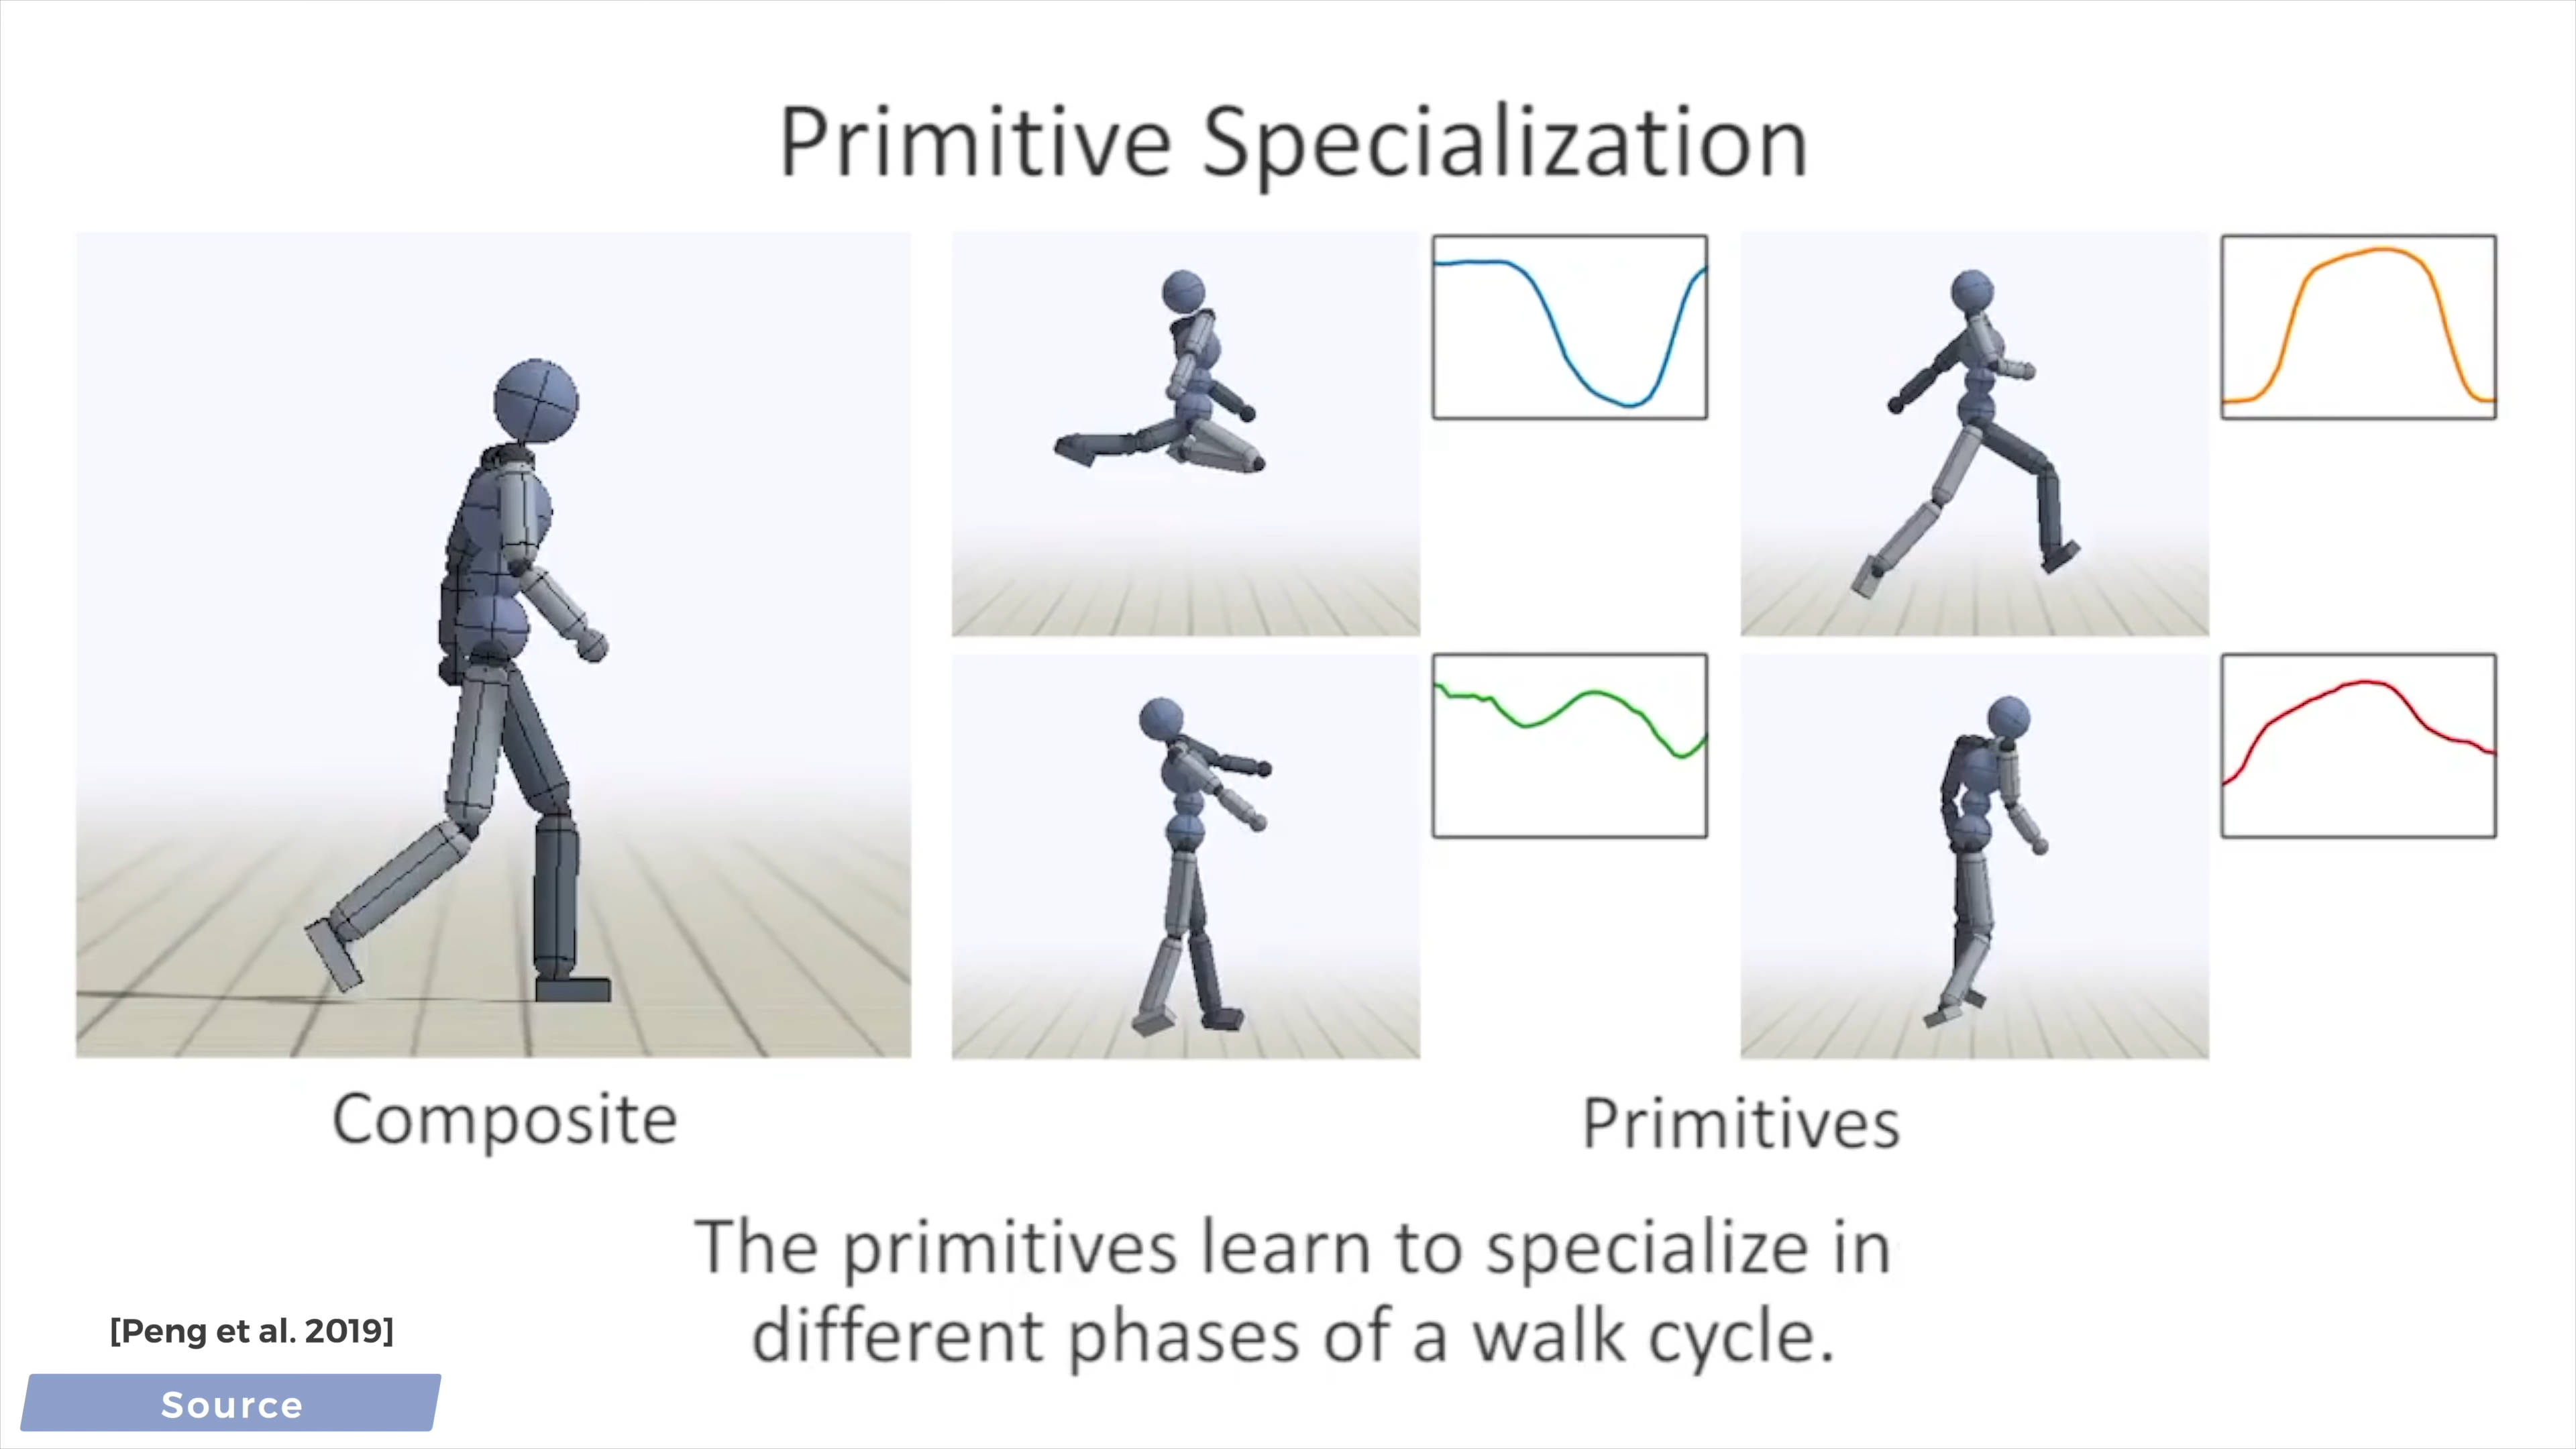 Primitive Specialization
Composite
Primitives
The primitives learn to specialize in
different phases of a walk cycle.
[Peng et al. 2019]
Source